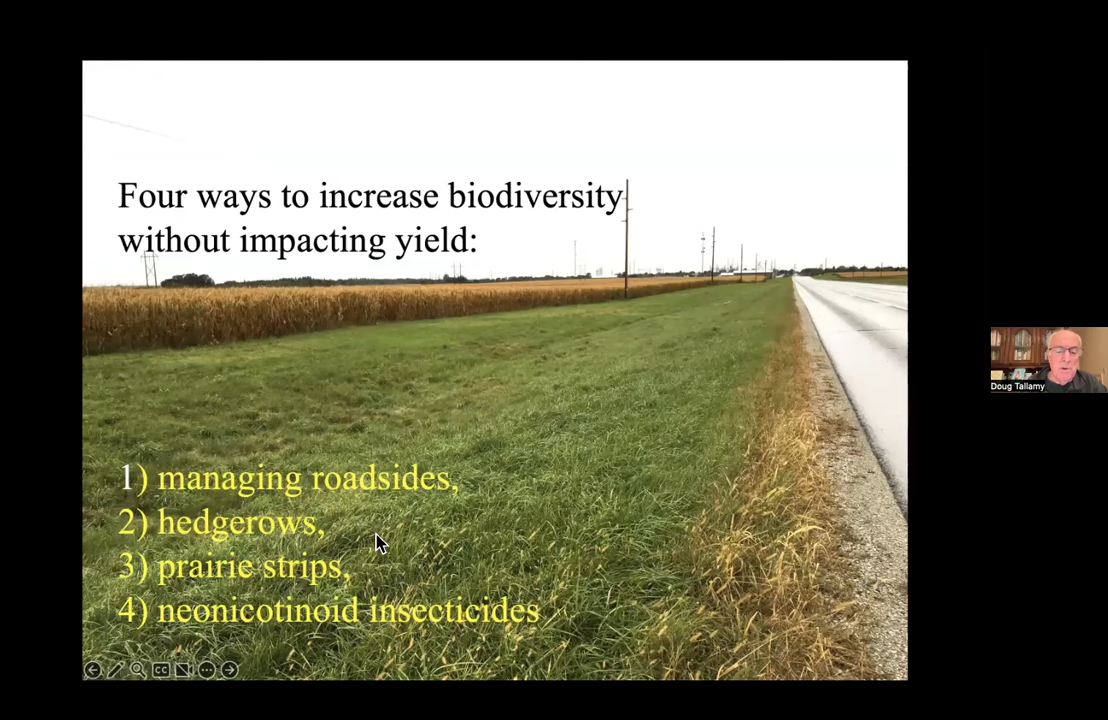 Four ways to increase biodiversity
without impacting yield:
1) managing roadsides,
2) hedgerows,
3) prairie strips,
4) neonicotinoid insecticides
CC
Doug Tallamy